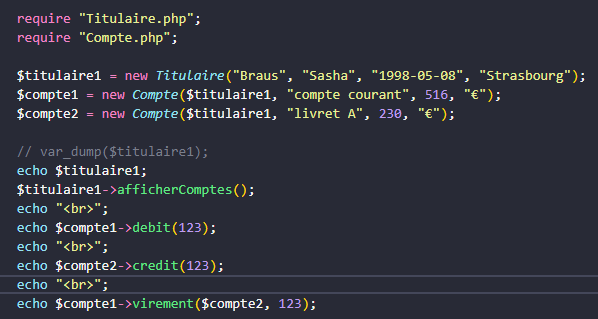 require "Titulaire.php";
require "Compte.php";
$titulaire1 = new Titulaire("Braus", "Sasha", "1998-05-08", "Strasbourg");
$compte1 = new Compte($titulaire1, "compte courant", 516, "€");
$compte2 = new Compte($titulaire1, "livret A", 230, "€");
// var_dump($titulaire1);
echo $titulaire1;
$titulaire1->afficherComptes();
echo "<br>";
echo $compte1->debit(123);
echo "<br>";
echo $compte2->credit(123);
echo "<br>";
echo $compte1->virement($compte2, 123);